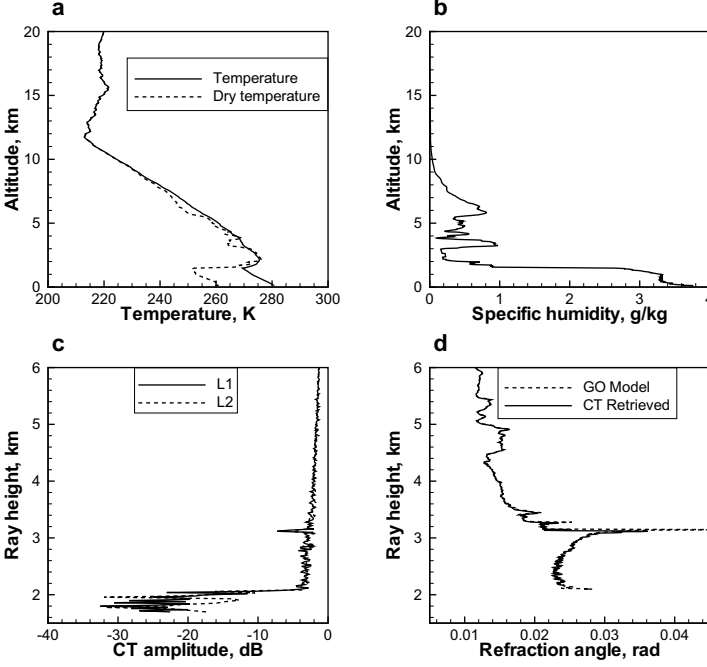 a
20
15
10
5
0
Altitude, km
Temperature
Dry temperature
200 220 240 260 280 300
Temperature, K
b
20
15
10
5
0
Altitude, km
0 1 2 3 4
Specific humidity, g/kg
c
6
5
4
3
2
Ray height, km
L1
L2
-40 -30 -20 -10 0
CT amplitude, dB
d
6
5
4
3
2
Ray height, km
GO Model
CT Retrieved
0.01 0.02 0.03 0.04
Refraction angle, rad